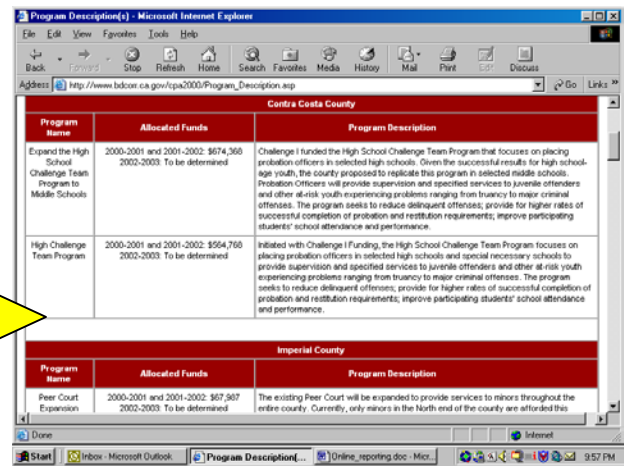 Program Description(s) - Microsoft Internet Explorer
File Edit View Favorites Tools Help
Back Forward Stop Refresh Home Search Favorites Media History Mail Print Edit Discuss
Address http://www.bdcorr.ca.gov/cpa2000/Program_Description.asp Go Links »
Contra Costa County
Program Name Allocated Funds Program Description
Expand the High School Challenge Team Program to Middle Schools
2000-2001 and 2001-2002: $674,368
2002-2003: To be determined
Challenge I funded the High School Challenge Team Program that focuses on placing
probation officers in selected high schools. Given the successful results for high school-
age youth, the county proposed to replicate this program in selected middle schools.
Probation Officers will provide supervision and specified services to juvenile offenders
and other at-risk youth experiencing problems ranging from truancy to major criminal
offenses. The program seeks to reduce delinquent offenses; provide for higher rates of
successful completion of probation and restitution requirements; improve participating
students' school attendance and performance.
High Challenge
Team Program
2000-2001 and 2001-2002: $564,768
2002-2003: To be determined
Initiated with Challenge I Funding, the High School Challenge Team Program focuses on
placing probation officers in selected high schools and special necessary schools to
provide supervision and specified services to juvenile offenders and other at-risk youth
experiencing problems ranging from truancy to major criminal offenses. The program
seeks to reduce delinquent offenses; provide for higher rates of successful completion of
probation and restitution requirements; improve participating students' school attendance
and performance.
Imperial County
Program Name Allocated Funds Program Description
Peer Court
Expansion
2000-2001 and 2001-2002: $67,987
2002-2003: To be determined
The existing Peer Court will be expanded to provide services to minors throughout the
entire county. Currently, only minors in the North end of the county are afforded this
Done Internet
Start Inbox - Microsoft Outlook Program Description(... Online_reporting.doc - Micr... 9:57 PM